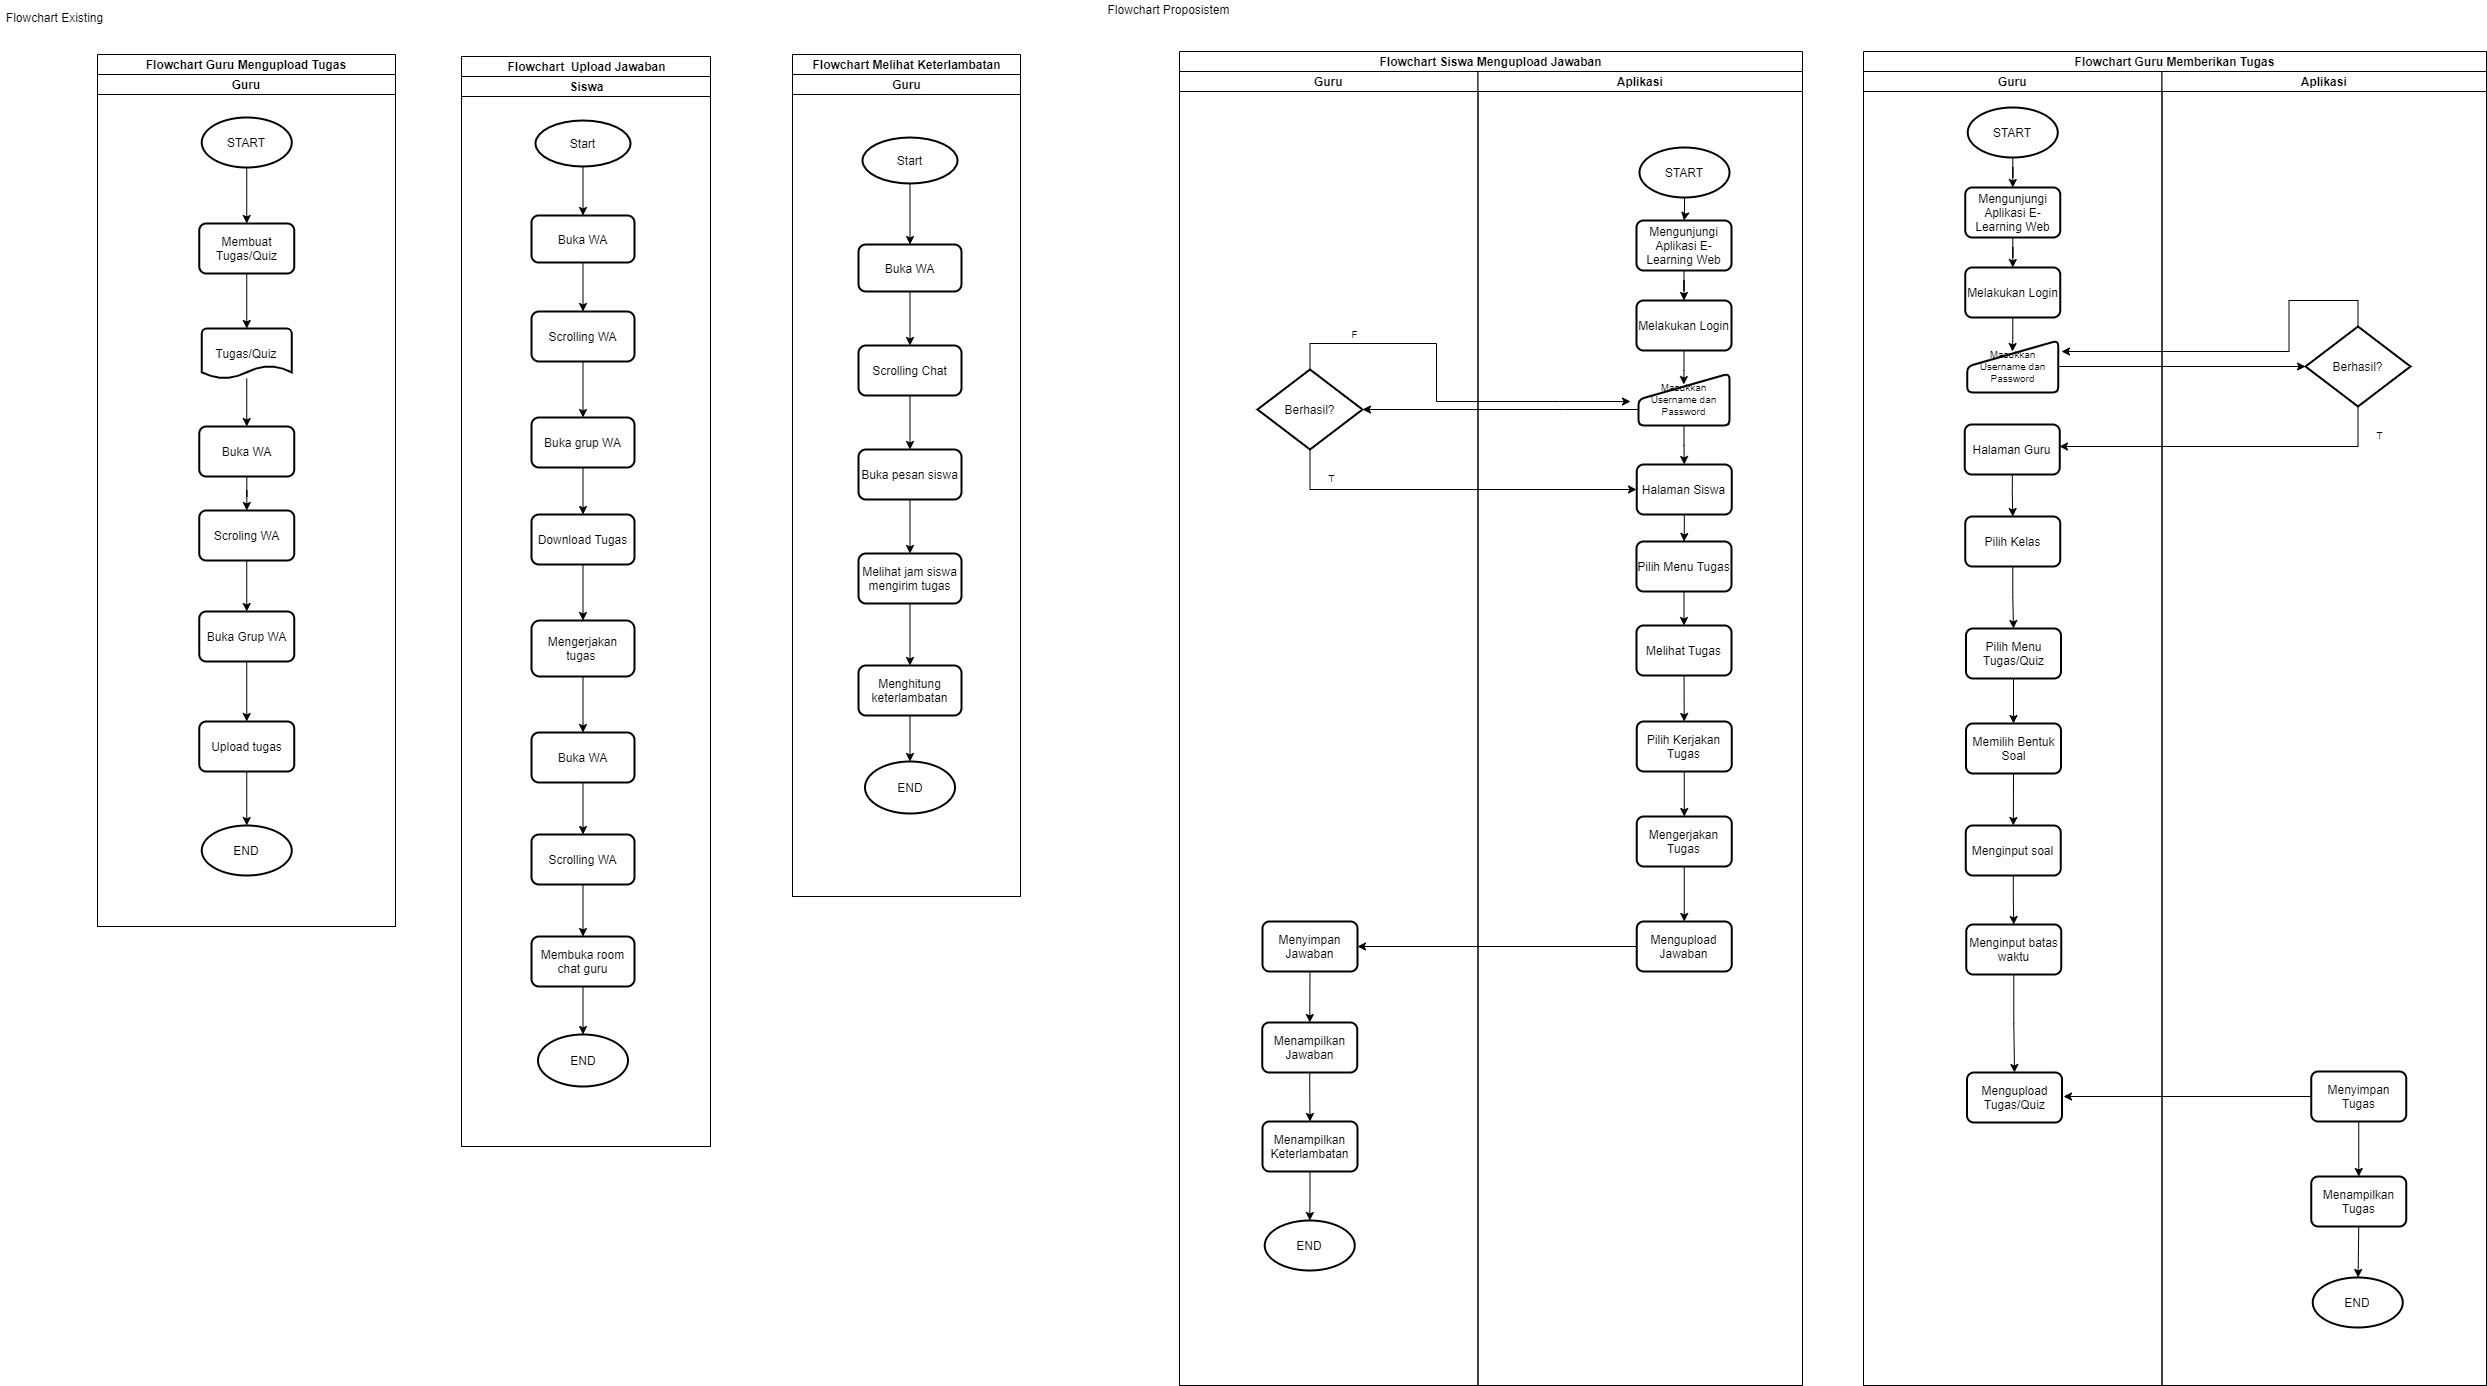 Flowchart Existing
Flowchart Proposistem
Flowchart Guru Mengupload Tugas
Guru
START
Membuat
Tugas/Quiz
Tugas/Quiz
Buka WA
Scroling WA
Buka Grup WA
Upload tugas
END
Flowchart  Upload Jawaban
Siswa
Start
Buka WA
Scrolling WA
Buka grup WA
Download Tugas
Mengerjakan
tugas
Buka WA
Scrolling WA
Membuka room
chat guru
END
Flowchart Melihat Keterlambatan
Guru
Start
Buka WA
Scrolling Chat
Buka pesan siswa
Melihat jam siswa
mengirim tugas
Menghitung
keterlambatan
END
Flowchart Siswa Mengupload Jawaban
Guru
Aplikasi
START
Mengunjungi
Aplikasi E-
Learning Web
Melakukan Login
F
Masukkan
Username dan
Password
Berhasil?
T
Halaman Siswa
Pilih Menu Tugas
Melihat Tugas
Pilih Kerjakan
Tugas
Mengerjakan
Tugas
Mengupload
Jawaban
Menyimpan
Jawaban
Menampilkan
Jawaban
Menampilkan
Keterlambatan
END
Flowchart Guru Memberikan Tugas
Guru
Aplikasi
START
Mengunjungi
Aplikasi E-
Learning Web
Melakukan Login
Masukkan
Username dan
Password
Berhasil?
T
Halaman Guru
Pilih Kelas
Pilih Menu
Tugas/Quiz
Memilih Bentuk
Soal
Menginput soal
Menginput batas
waktu
Mengupload
Tugas/Quiz
Menyimpan
Tugas
Menampilkan
Tugas
END